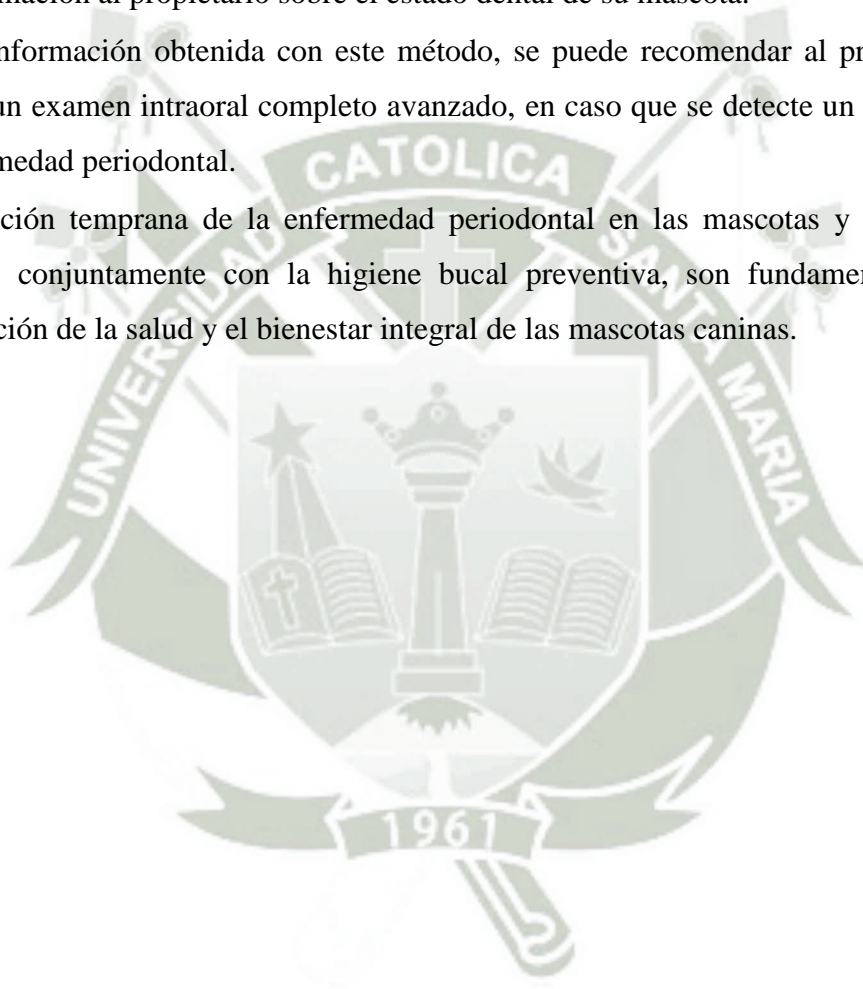 mación al propietario sobre el estado dental de su mascota.
nformación obtenida con este método, se puede recomendar al pr
un examen intraoral completo avanzado, en caso que se detecte un
medad periodontal.
ción temprana de la enfermedad periodontal en las mascotas y
conjuntamente con la higiene bucal preventiva, son fundamen
ción de la salud y el bienestar integral de las mascotas caninas.
UNIVERSIDAD CATOLICA SANTA MARIA
1961